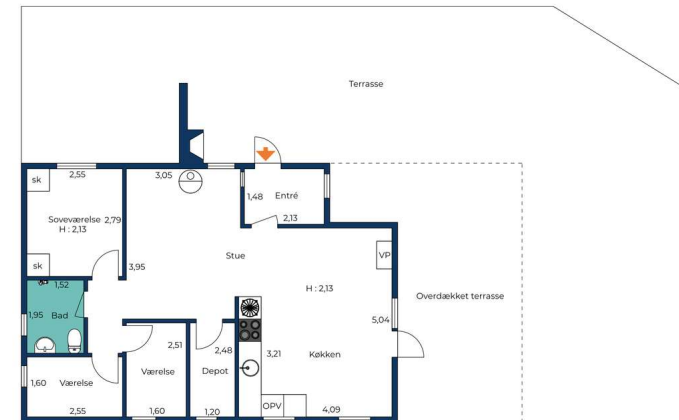 Terrasse
sk
2,55
3,05
1,48
Entré
2,13
Soveværelse
2,79
H : 2,13
Stue
sk
3,95
1,52
H : 2,13
VP
Overdækket terrasse
1,95
Bad
5,04
2,51
2,48
3,21
Køkken
1,60
Værelse
Værelse
Depot
2,55
1,60
1,20
OPV
4,09